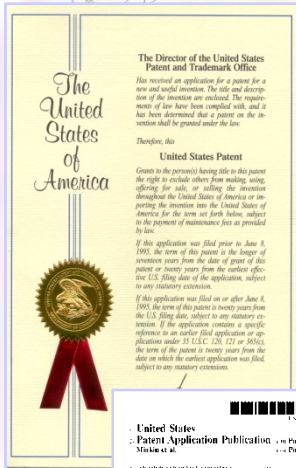 The
United
States
of
America
The Director of the United States
Patent and Trademark Office
Has received an application for a patent for a
new and useful invention. The title and descrip-
tion of the invention are enclosed. The require-
ments of law have been complied with, and it
has been determined that a patent on the in-
vention shall be granted under the law.
Therefore, this
United States Patent
Grants to the person(s) having title to this patent
the right to exclude others from making, using,
offering for sale, or selling the invention
throughout the United States of America or im-
porting the invention into the United States of
America for the term set forth below, subject
to the payment of maintenance fees as provided
by law.
If this application was filed prior to June 8,
1995, the term of this patent is the longer of
seventeen years from the date of grant of this
patent or twenty years from the earliest effec-
tive U.S. filing date of the application, subject
to any statutory extension.
If this application was filed on or after June 8,
1995, the term of this patent is twenty years from
the U.S. filing date, subject to any statutory ex-
tension. If the application contains a specific
reference to an earlier filed application or ap-
plications under 35 U.S.C. 120, 121 or 365(c),
the term of the patent is twenty years from the
date on which the earliest application was filed,
subject to any statutory extensions.
United States
Patent Application Publication